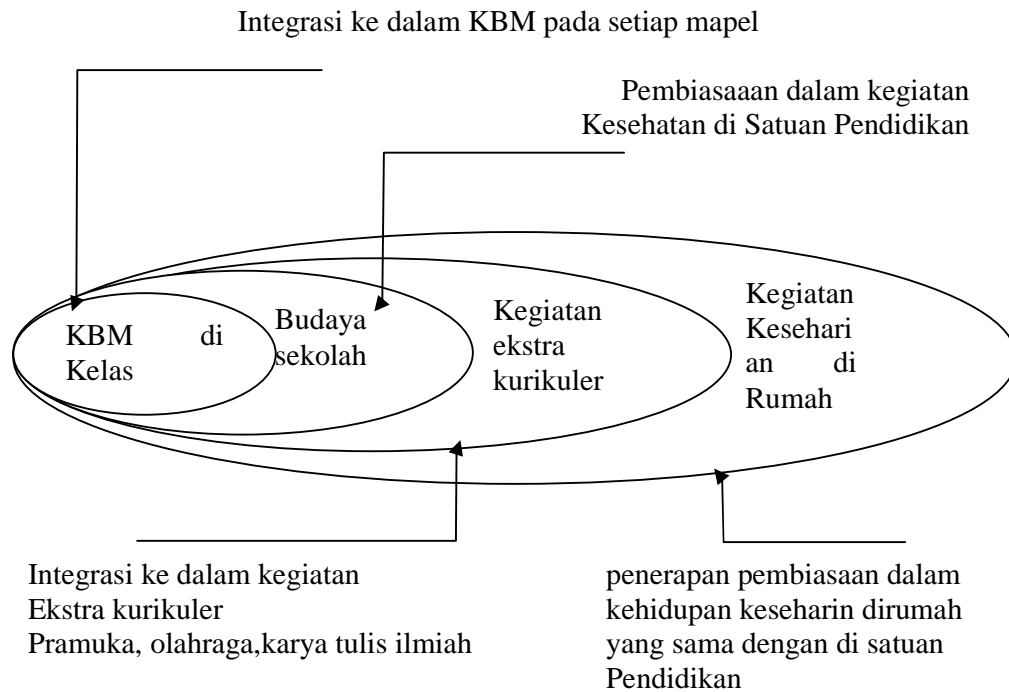 Integrasi ke dalam KBM pada setiap mapel
Pembiasaaan dalam kegiatan
Kesehatan di Satuan Pendidikan
KBM di
Kelas
Budaya
sekolah
Kegiatan
ekstra
kurikuler
Kegiatan
Kesehari
an di
Rumah
Integrasi ke dalam kegiatan
Ekstra kurikuler
Pramuka, olahraga,karya tulis ilmiah
penerapan pembiasaan dalam
kehidupan keseharin dirumah
yang sama dengan di satuan
Pendidikan